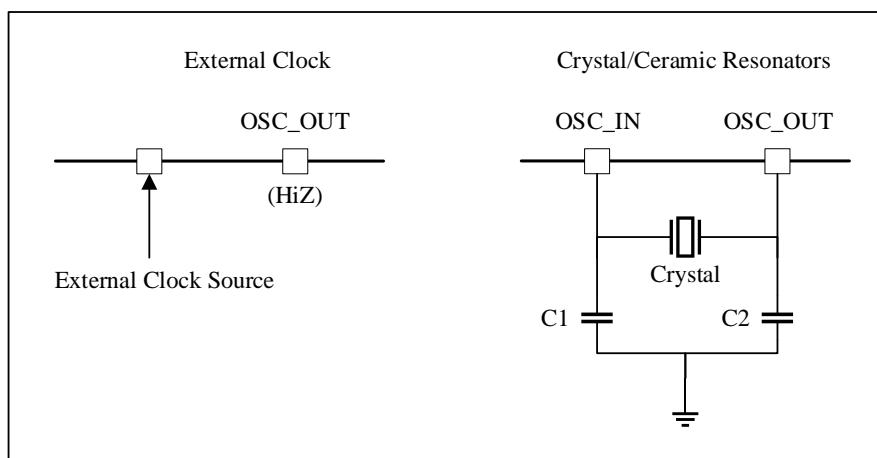 External Clock
OSC_OUT
(HiZ)
External Clock Source
Crystal/Ceramic Resonators
OSC_IN OSC_OUT
Crystal
C1 C2